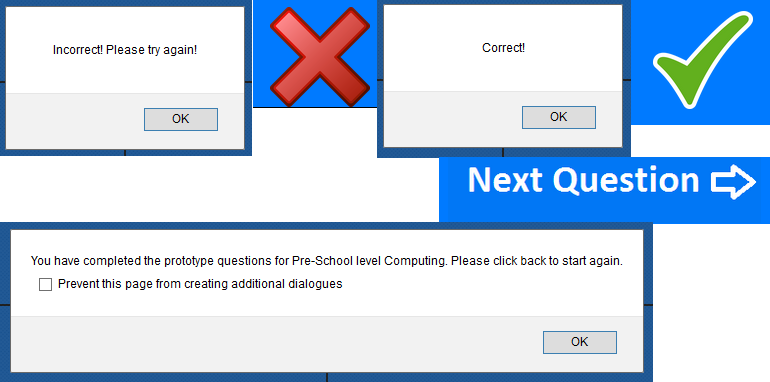 Incorrect! Please try again!
OK
Correct!
OK
Next Question
You have completed the prototype questions for Pre-School level Computing. Please click back to start again.
Prevent this page from creating additional dialogues
OK